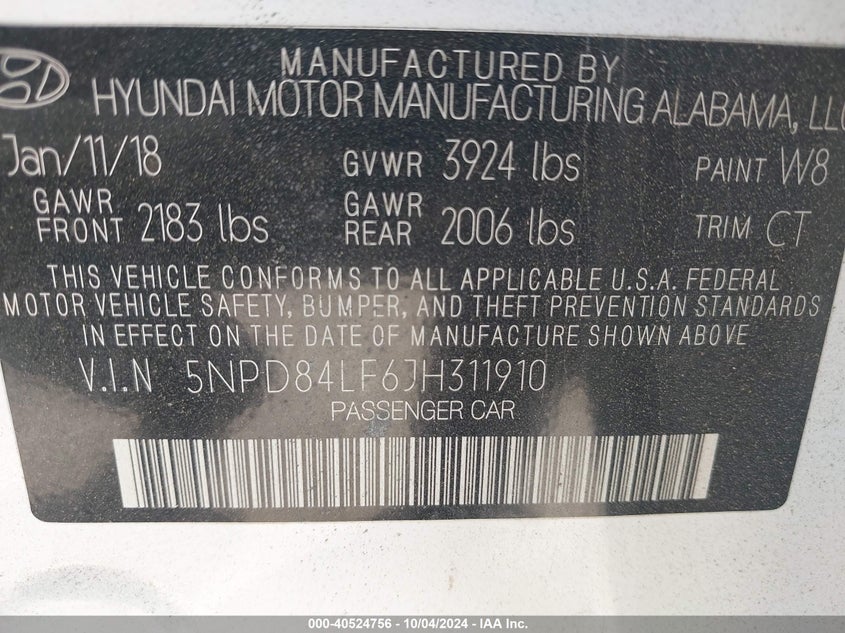 MANUFACTURED BY
HYUNDAI MOTOR MANUFACTURING ALABAMA, LLC
Jan/11/18 GVWR 3924 lbs PAINT W8
GAWR FRONT 2183 lbs GAWR REAR 2006 lbs TRIM CT
THIS VEHICLE CONFORMS TO ALL APPLICABLE U.S.A. FEDERAL
MOTOR VEHICLE SAFETY, BUMPER, AND THEFT PREVENTION STANDARDS
IN EFFECT ON THE DATE OF MANUFACTURE SHOWN ABOVE
V.I.N 5NPD84LF6JH311910
PASSENGER CAR
000-40524756 - 10/04/2024 - IAA Inc.